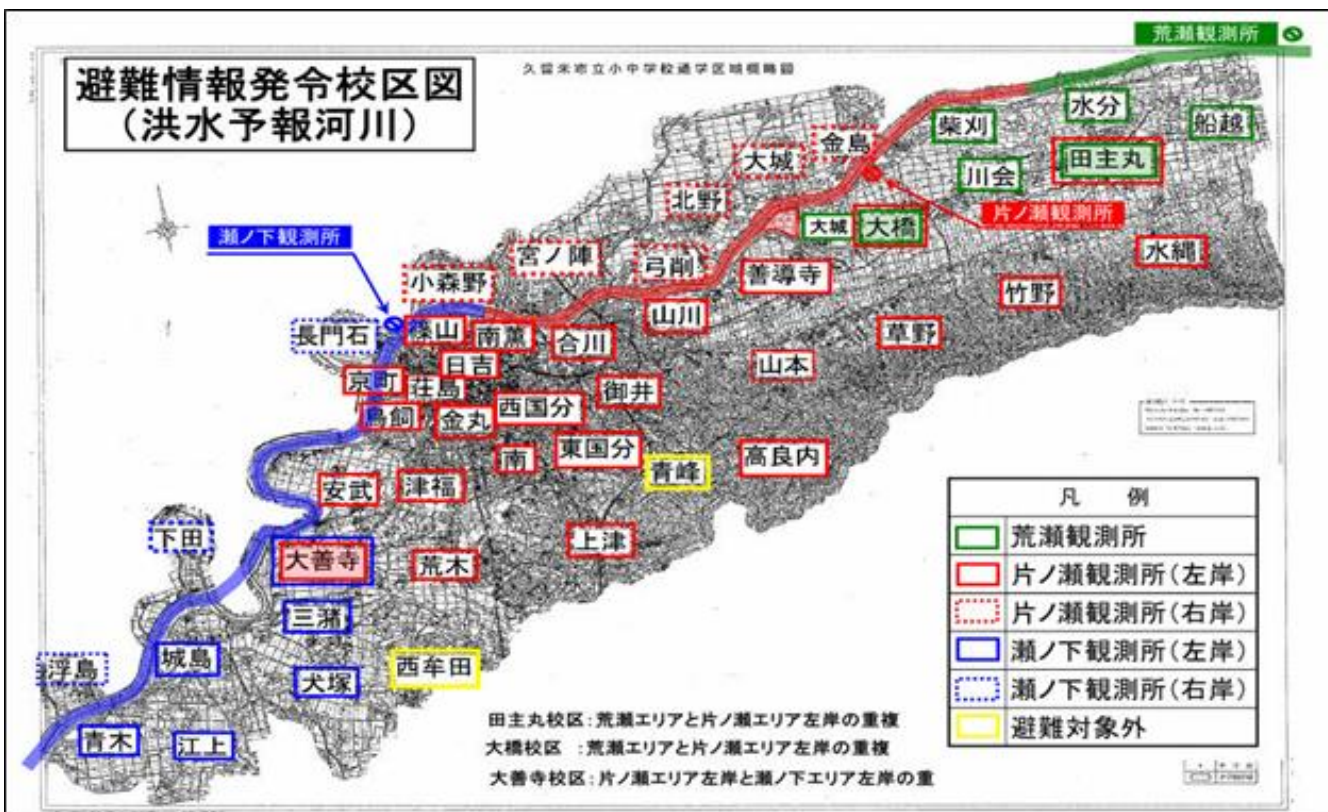 荒瀬観測所
久留米市立小中学校通学区域概略図
避難情報発令校区図
（洪水予報河川）
水分
柴刈
船越
金島
田主丸
大城
川会
北野
片ノ瀬観測所
大城
大橋
瀬ノ下観測所
水縄
宮ノ陣
弓削
善導寺
小森野
竹野
山川
長門石
篠山
南薫
合川
草野
日吉
山本
京町
荘島
御井
西国分
鳥飼
金丸
東国分
南
青峰
高良内
安武
津福
下田
上津
大善寺
荒木
三潴
城島
西牟田
浮島
犬塚
青木
江上
凡 例
荒瀬観測所
片ノ瀬観測所（左岸）
片ノ瀬観測所（右岸）
瀬ノ下観測所（左岸）
瀬ノ下観測所（右岸）
避難対象外
田主丸校区：荒瀬エリアと片ノ瀬エリア左岸の重複
大橋校区 ：荒瀬エリアと片ノ瀬エリア左岸の重複
大善寺校区：片ノ瀬エリア左岸と瀬ノ下エリア左岸の重